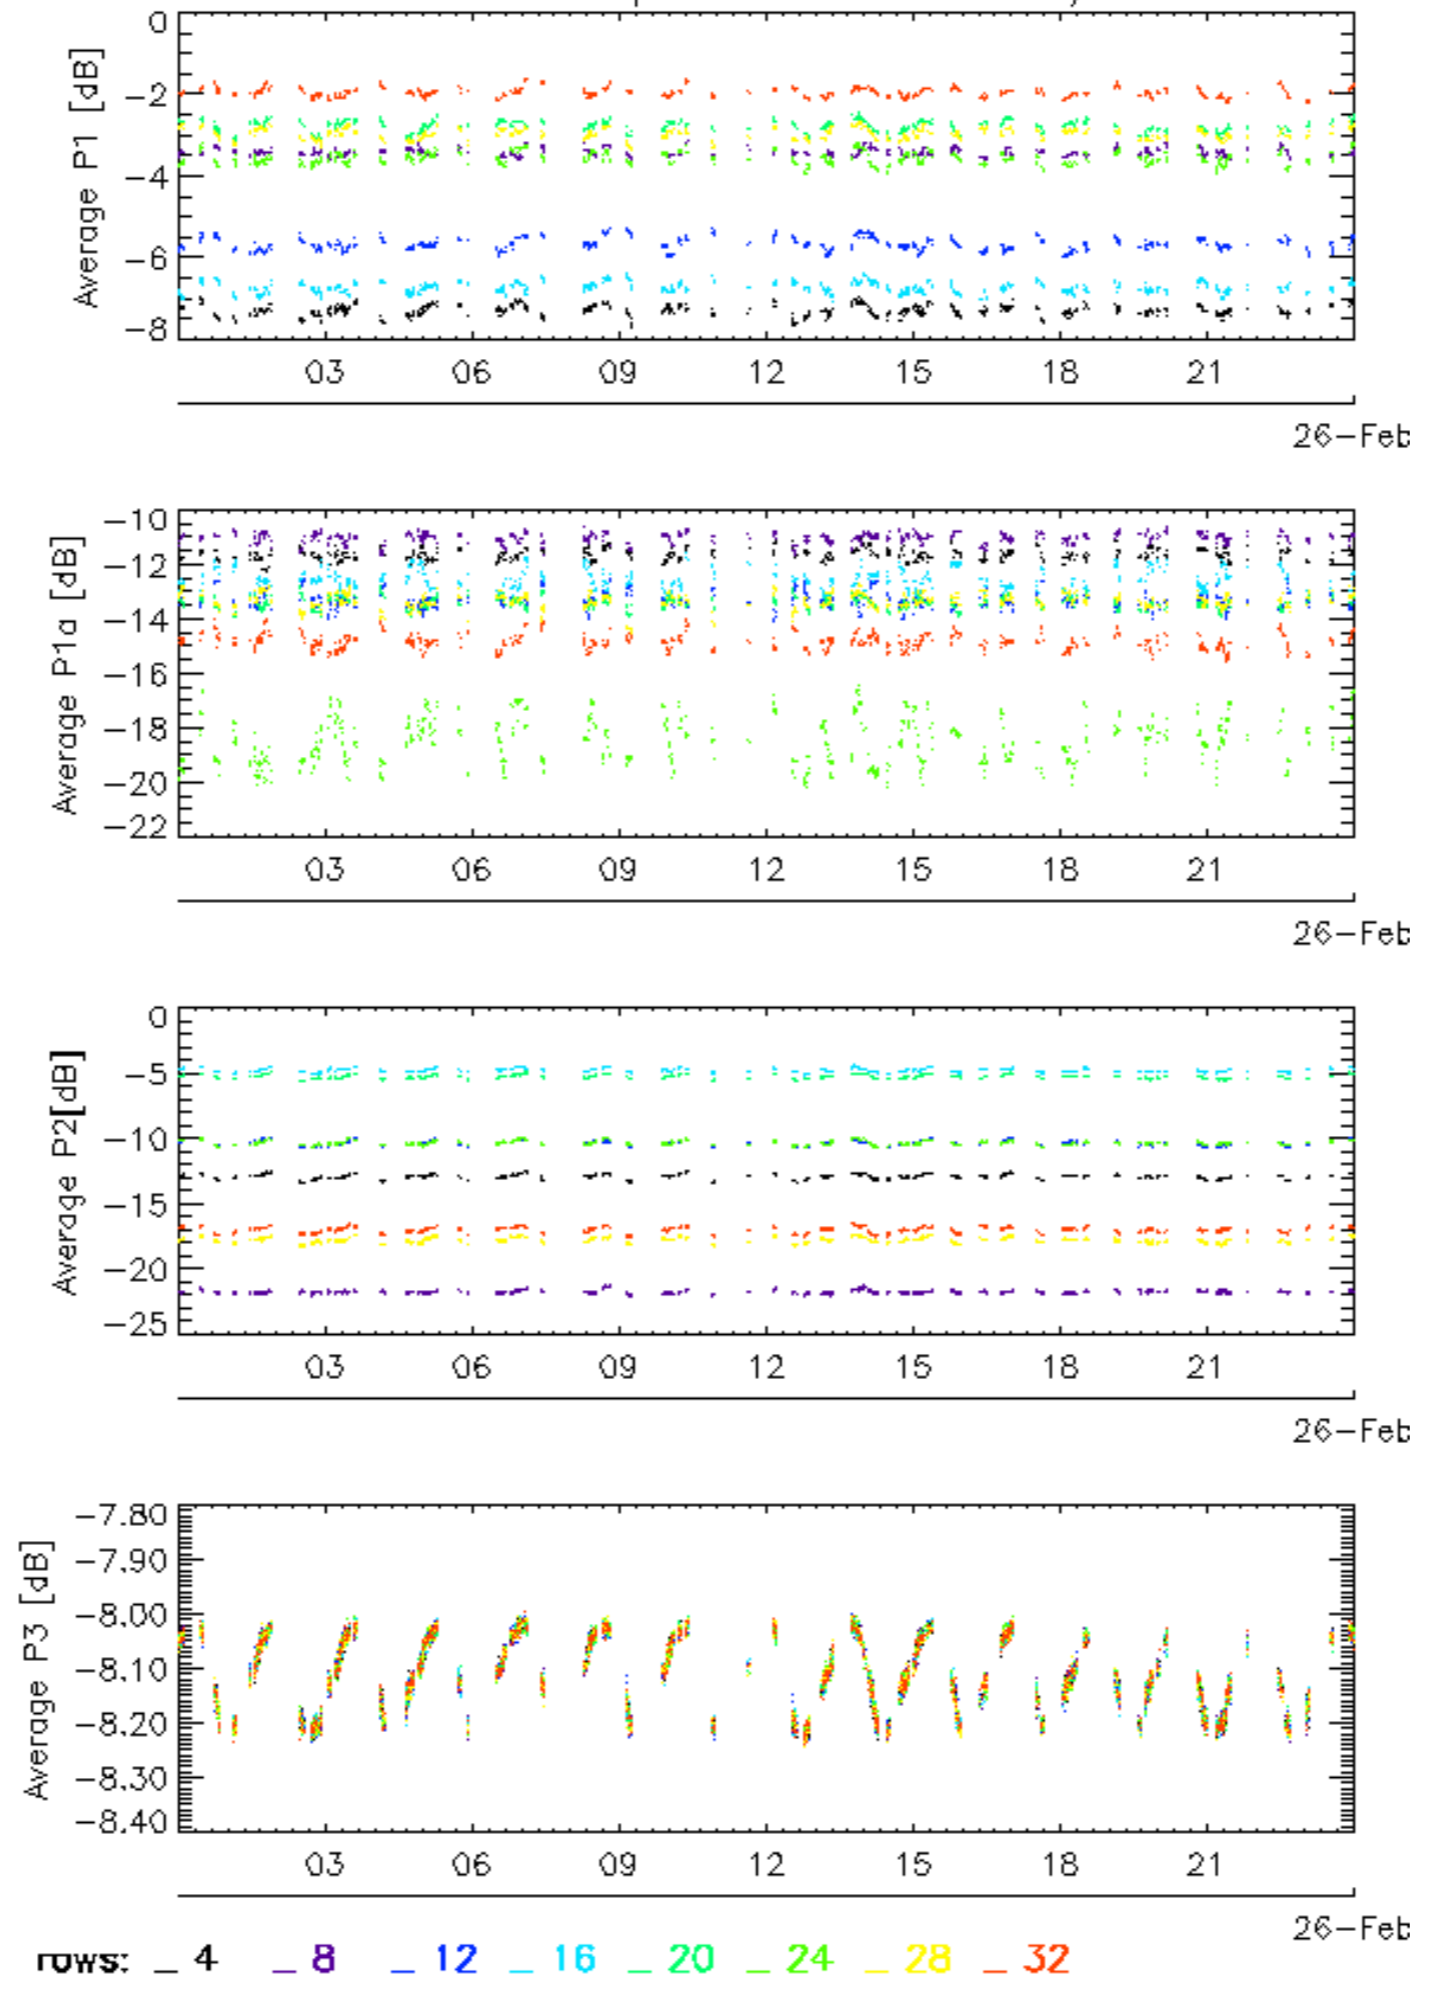 Average P1 [dB]
0
−2
−4
−6
−8
03 06 09 12 15 18 21
26−Feb
Average P1a [dB]
−10
−12
−14
−16
−18
−20
−22
03 06 09 12 15 18 21
26−Feb
Average P2[dB]
0
−5
−10
−15
−20
−25
03 06 09 12 15 18 21
26−Feb
Average P3 [dB]
−7.80
−7.90
−8.00
−8.10
−8.20
−8.30
−8.40
03 06 09 12 15 18 21
26−Feb
rows: _ 4 _ 8 _ 12 _ 16 _ 20 _ 24 _ 28 _ 32